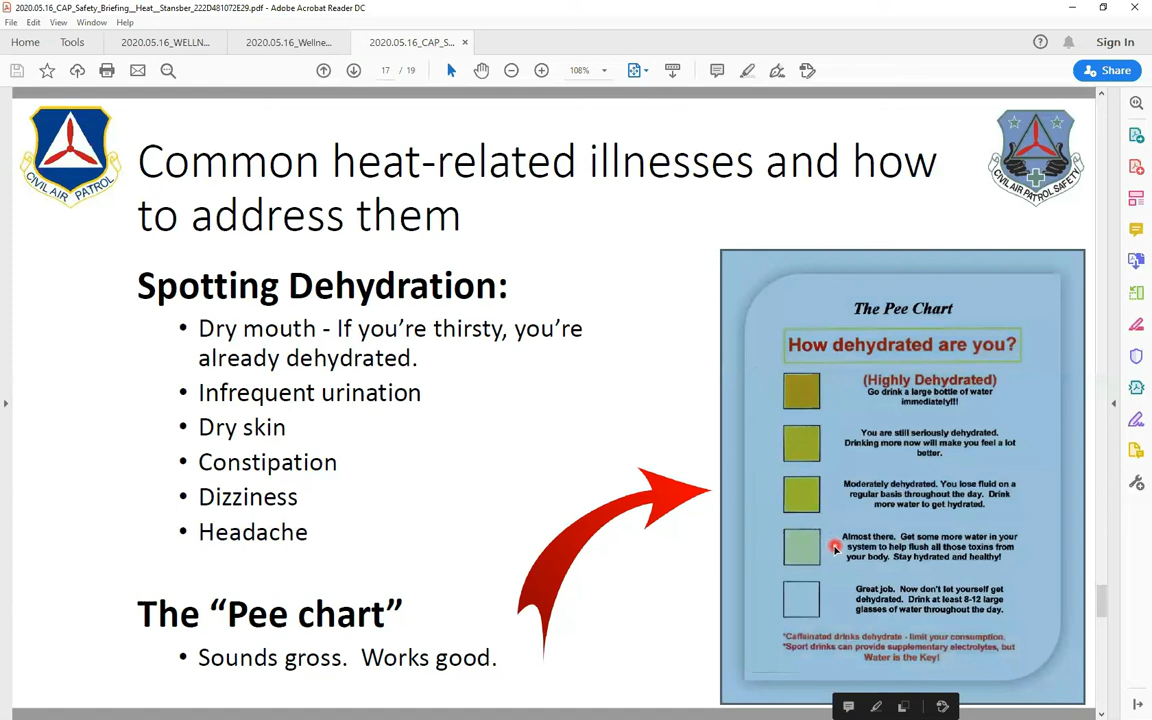 2020.05.16_CAP_Safety_Briefing__Heat__Stansber_222D481072E29.pdf - Adobe Acrobat Reader DC
File Edit View Window Help
Home Tools 2020.05.16_WELLN... 2020.05.16_Wellne... 2020.05.16_CAP_S... Sign In
17 / 19 108% Share
CIVIL AIR PATROL
CIVIL AIR PATROL SAFETY
Common heat-related illnesses and how
to address them
Spotting Dehydration:
• Dry mouth - If you’re thirsty, you’re
already dehydrated.
• Infrequent urination
• Dry skin
• Constipation
• Dizziness
• Headache
The “Pee chart”
• Sounds gross.  Works good.
The Pee Chart
How dehydrated are you?
(Highly Dehydrated)
Go drink a large bottle of water
immediately!!!
You are still seriously dehydrated.
Drinking more now will make you feel a lot
better.
Moderately dehydrated. You lose fluid on a
regular basis throughout the day. Drink
more water to get hydrated.
Almost there. Get some more water in your
system to help flush all those toxins from
your body. Stay hydrated and healthy!
Great job. Now don't let yourself get
dehydrated. Drink at least 8-12 large
glasses of water throughout the day.
*Caffeinated drinks dehydrate - limit your consumption.
*Sport drinks can provide supplementary electrolytes, but
Water is the Key!